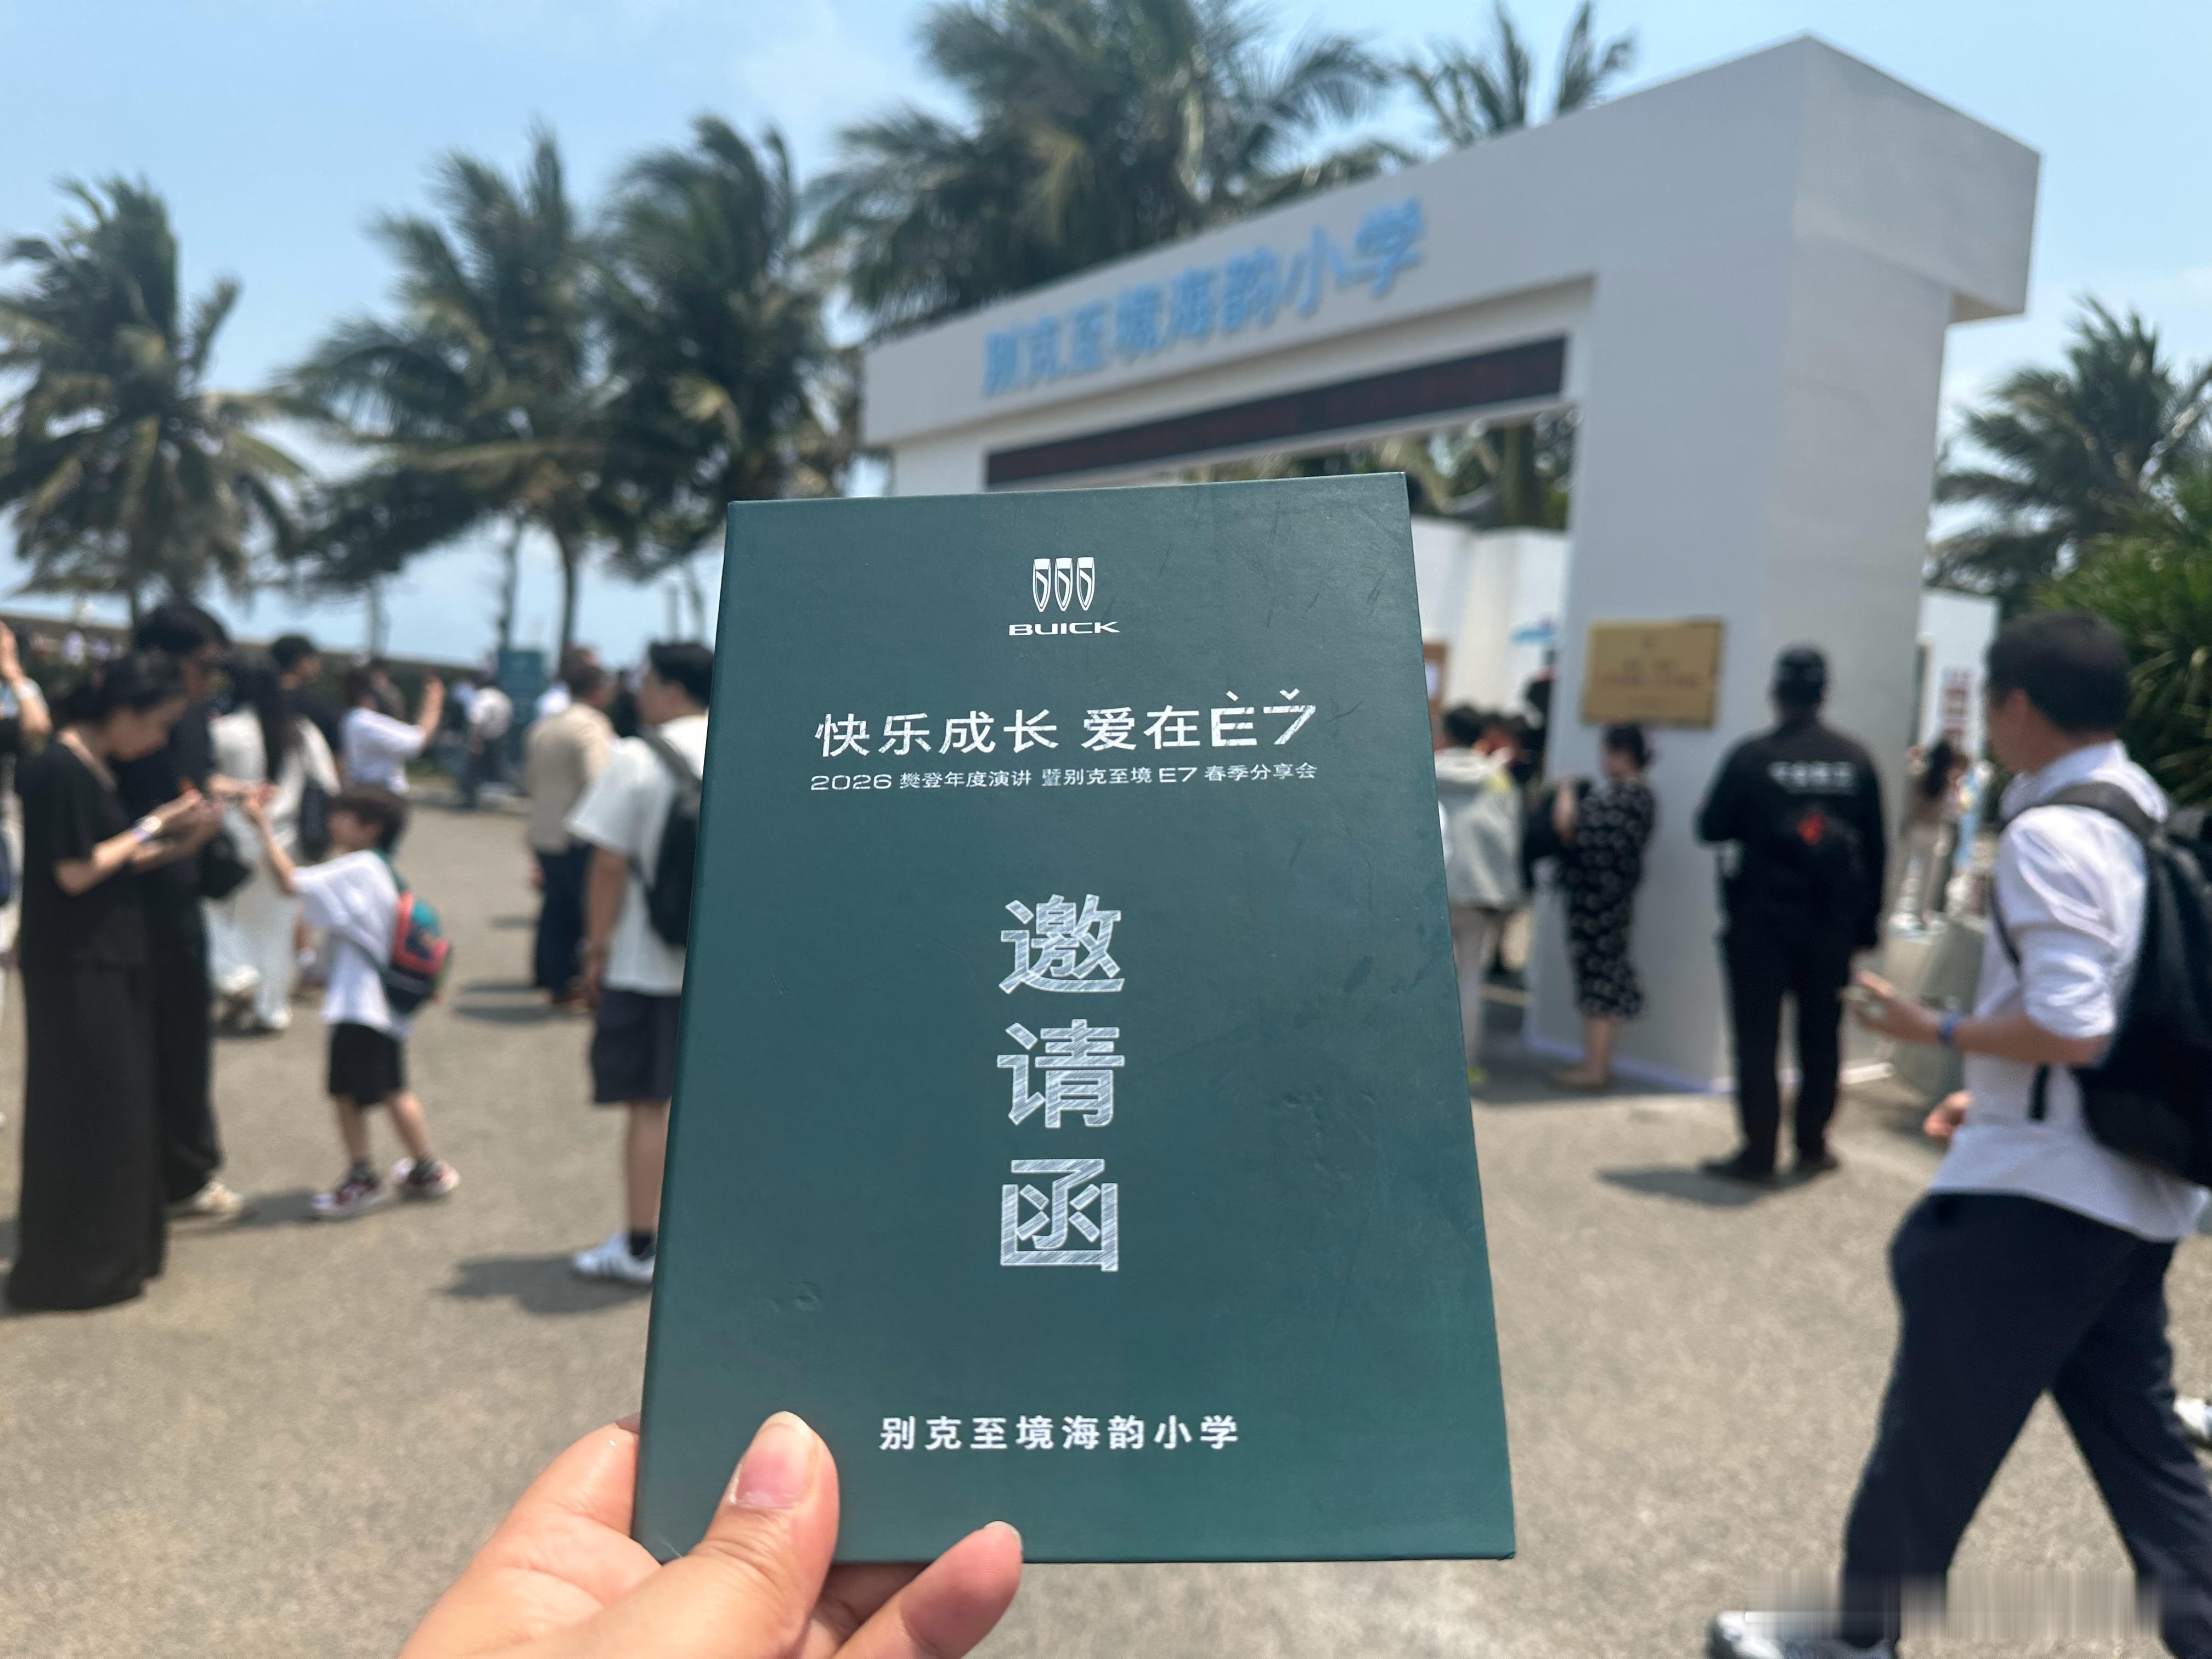 别克至境海韵小学
BUICK
快乐成长 爱在E7
2026 樊登年度演讲 暨别克至境 E7 春季分享会
邀
请
函
别克至境海韵小学